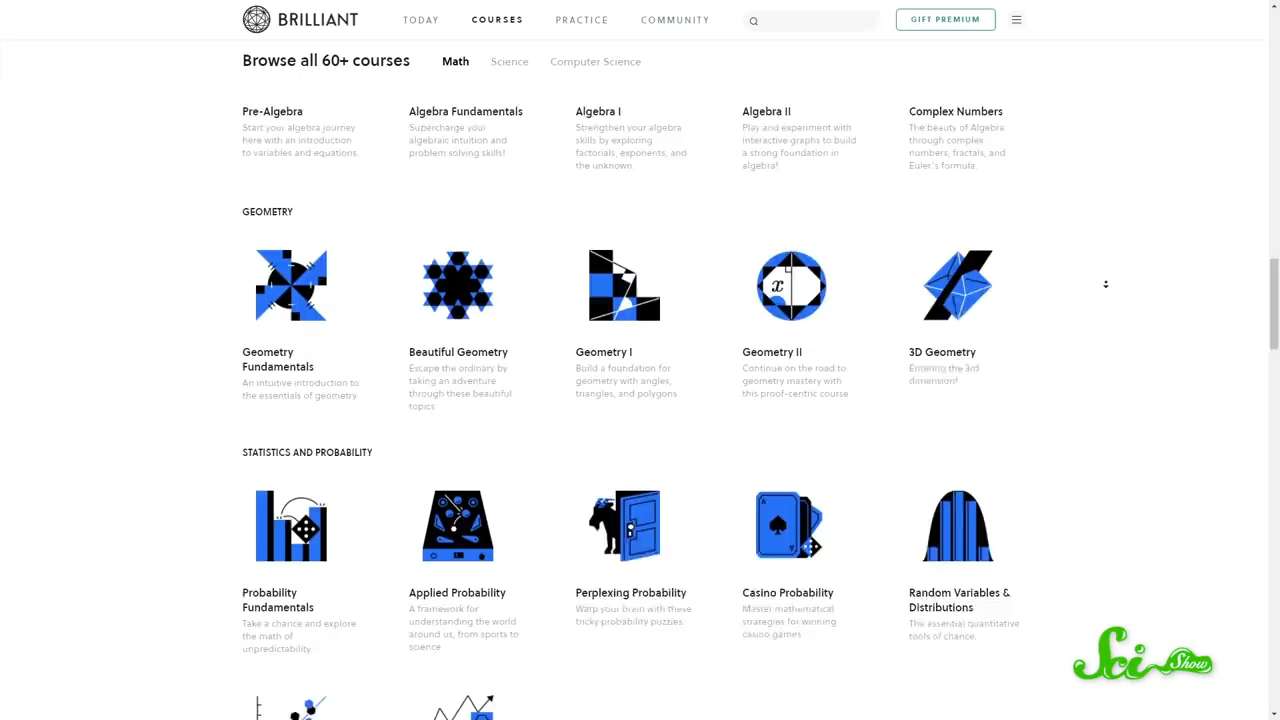 BRILLIANT
TODAY COURSES PRACTICE COMMUNITY
GIFT PREMIUM
Browse all 60+ courses
Math Science Computer Science
Pre-Algebra
Start your algebra journey
here with an introduction
to variables and equations.
Algebra Fundamentals
Supercharge your
algebraic intuition and
problem solving skills!
Algebra I
Strengthen your algebra
skills by exploring
factorials, exponents, and
the unknown.
Algebra II
Play and experiment with
interactive graphs to build
a strong foundation in
algebra!
Complex Numbers
The beauty of Algebra
through complex
numbers, fractals, and
Euler's formula.
GEOMETRY
x
Geometry
Fundamentals
An intuitive introduction to
the essentials of geometry
Beautiful Geometry
Escape the ordinary by
taking an adventure
through these beautiful
topics
Geometry I
Build a foundation for
geometry with angles,
triangles, and polygons
Geometry II
Continue on the road to
geometry mastery with
this proof-centric course
3D Geometry
Entering the 3rd
dimension!
STATISTICS AND PROBABILITY
A
A
Probability
Fundamentals
Take a chance and explore
the math of
unpredictability.
Applied Probability
A framework for
understanding the world
around us, from sports to
science
Perplexing Probability
Warp your brain with these
tricky probability puzzles.
Casino Probability
Master mathematical
strategies for winning
casino games
Random Variables &
Distributions
The essential quantitative
tools of chance.
Sci Show